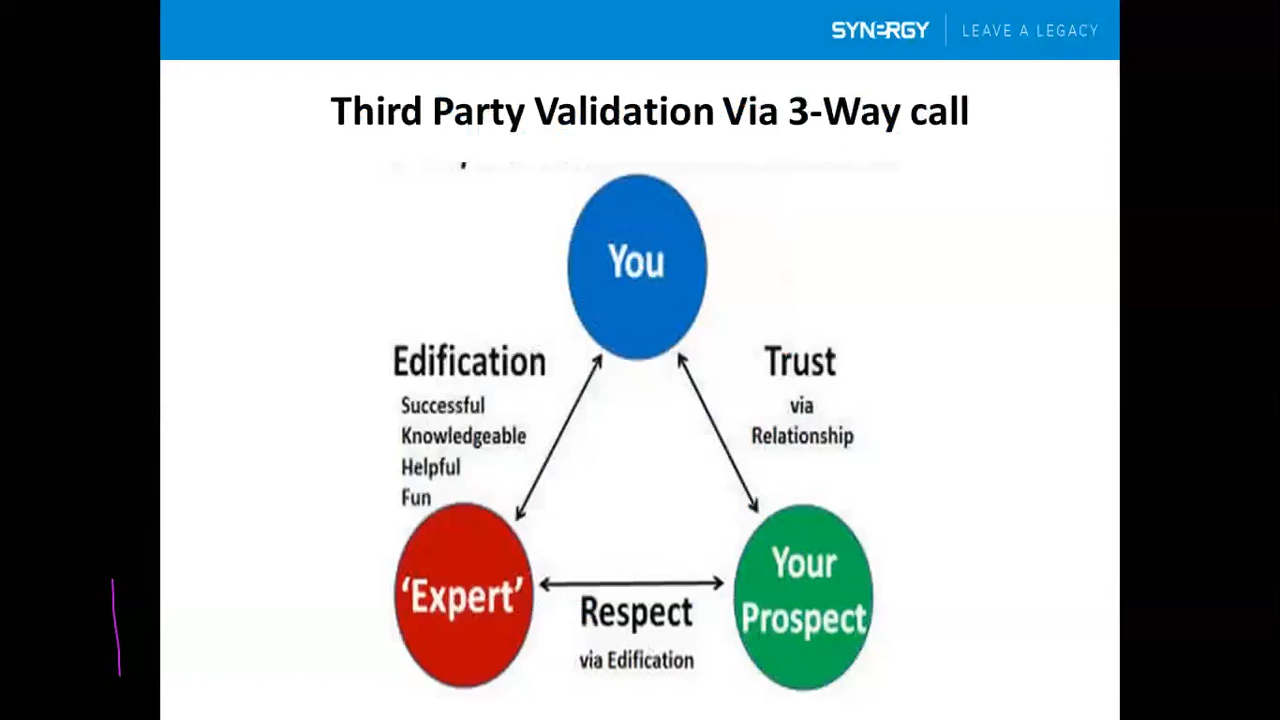 SYNERGY LEAVE A LEGACY
Third Party Validation Via 3-Way call
You
Edification
Successful
Knowledgeable
Helpful
Fun
Trust
via
Relationship
‘Expert’
Respect
via Edification
Your
Prospect